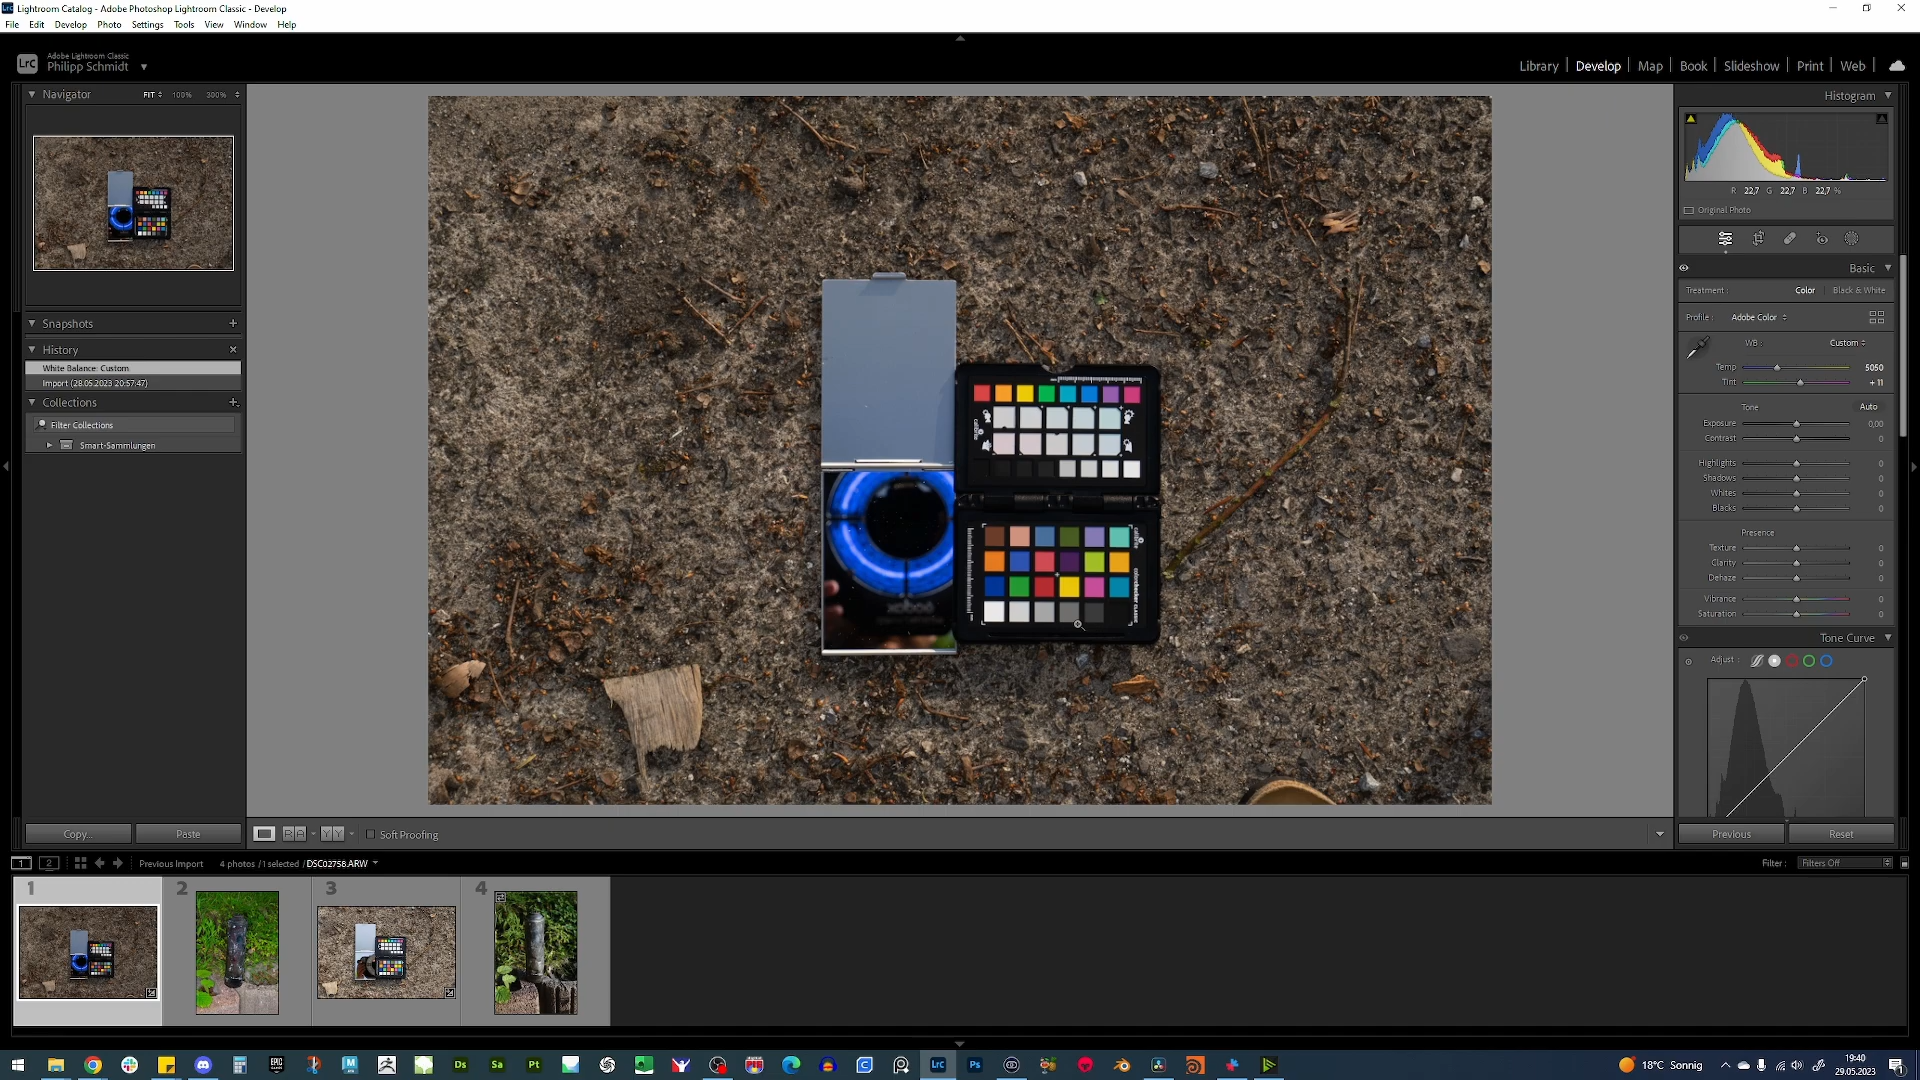 Lightroom Catalog - Adobe Photoshop Lightroom Classic - Develop
File Edit Develop Photo Settings Tools View Window Help
LrC
Adobe Lightroom Classic
Philipp Schmidt
Library Develop Map Book Slideshow Print Web
Navigator FIT 100% 300%
Snapshots
History
White Balance: Custom
Import (28.05.2023 20:57:47)
Collections
Filter Collections
Smart-Sammlungen
Copy... Paste
Soft Proofing
Histogram
R 22,7 G 22,7 B 22,7 %
Original Photo
Basic
Treatment : Color Black & White
Profile : Adobe Color
WB : Custom
Temp 5050
Tint + 11
Tone Auto
Exposure 0,00
Contrast 0
Highlights 0
Shadows 0
Whites 0
Blacks 0
Presence
Texture 0
Clarity 0
Dehaze 0
Vibrance 0
Saturation 0
Tone Curve
Adjust :
Previous Reset
1 2 Previous Import 4 photos / 1 selected / DSC02758.ARW
Filter : Filters Off
1 2 3 4
Ds Sa Pt LrC Ps
18°C Sonnig
19:40
29.05.2023